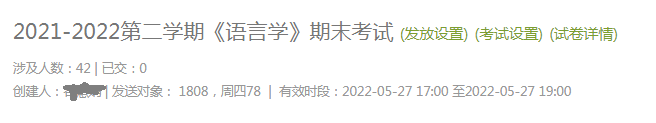 2021-2022第二学期《语言学》期末考试 (发放设置) (考试设置) (试卷详情)
涉及人数：42 | 已交：0
创建人： | 发送对象： 1808，周四78 | 有效时段：2022-05-27 17:00 至2022-05-27 19:00